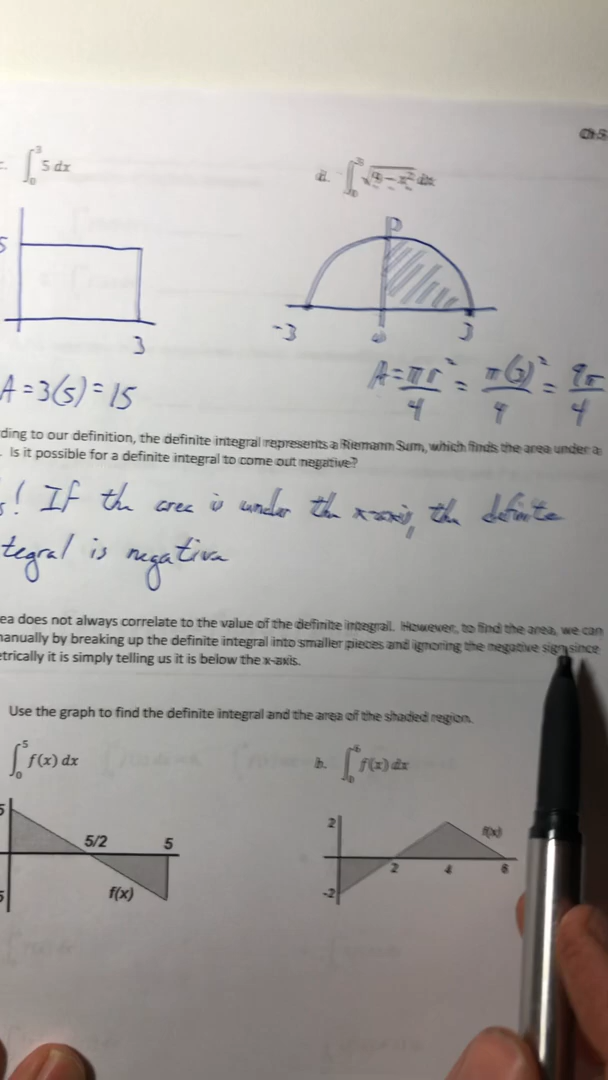 Ch 5
c. ∫₀³ 5 dx
d. ∫₀³ √(9 − x²) dx
5
3
3
-3
0
3
A = 3(5) = 15
A = πr²/4 = π(3)²/4 = 9π/4
ding to our definition, the definite integral represents a Riemann Sum, which finds the area under a
. Is it possible for a definite integral to come out negative?
s! If the area is under the x-axis, the definite
tegral is negative
ea does not always correlate to the value of the definite integral. However, to find the area, we can
manually by breaking up the definite integral into smaller pieces and ignoring the negative sign since
etrically it is simply telling us it is below the x-axis.
Use the graph to find the definite integral and the area of the shaded region.
∫₀⁵ f(x) dx
b. ∫₀⁶ f(x) dx
5
5/2
5
f(x)
5
2
f(x)
2
4
6
-2